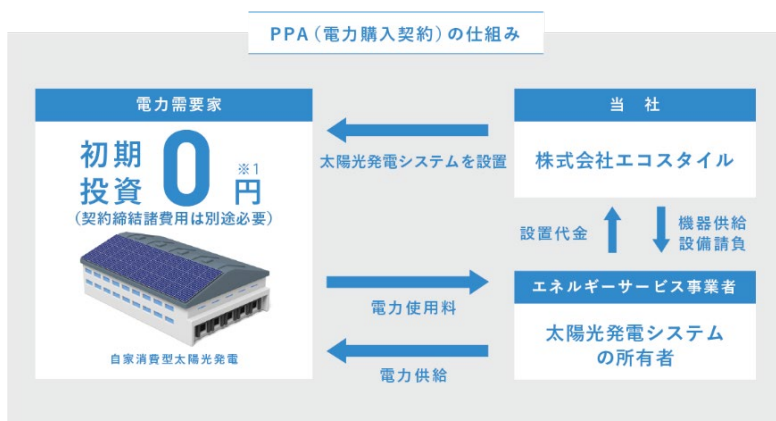 PPA（電力購入契約）の仕組み
電力需要家
初期
投資
0
※1
円
（契約締結諸費用は別途必要）
自家消費型太陽光発電
太陽光発電システムを設置
当 社
株式会社エコスタイル
設置代金
機器供給
設備請負
電力使用料
電力供給
エネルギーサービス事業者
太陽光発電システム
の所有者